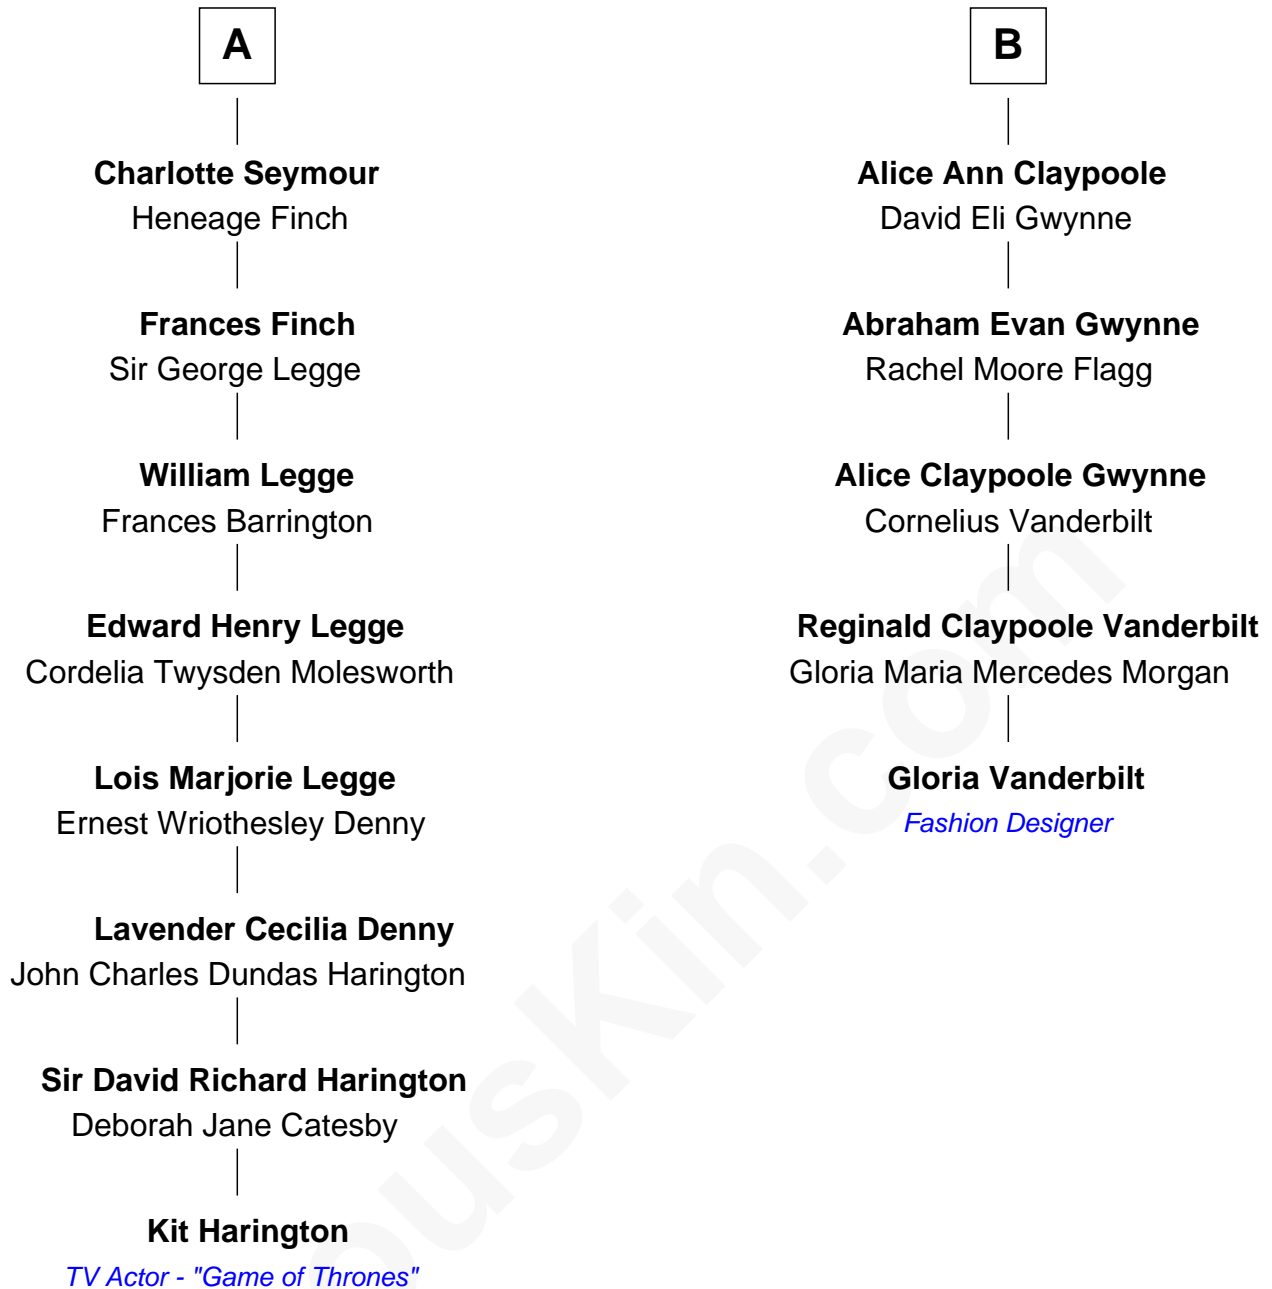 A
Charlotte Seymour
Heneage Finch
Frances Finch
Sir George Legge
William Legge
Frances Barrington
Edward Henry Legge
Cordelia Twysden Molesworth
Lois Marjorie Legge
Ernest Wriothesley Denny
Lavender Cecilia Denny
John Charles Dundas Harington
Sir David Richard Harington
Deborah Jane Catesby
Kit Harington
TV Actor - "Game of Thrones"
B
Alice Ann Claypoole
David Eli Gwynne
Abraham Evan Gwynne
Rachel Moore Flagg
Alice Claypoole Gwynne
Cornelius Vanderbilt
Reginald Claypoole Vanderbilt
Gloria Maria Mercedes Morgan
Gloria Vanderbilt
Fashion Designer
ouskin.com